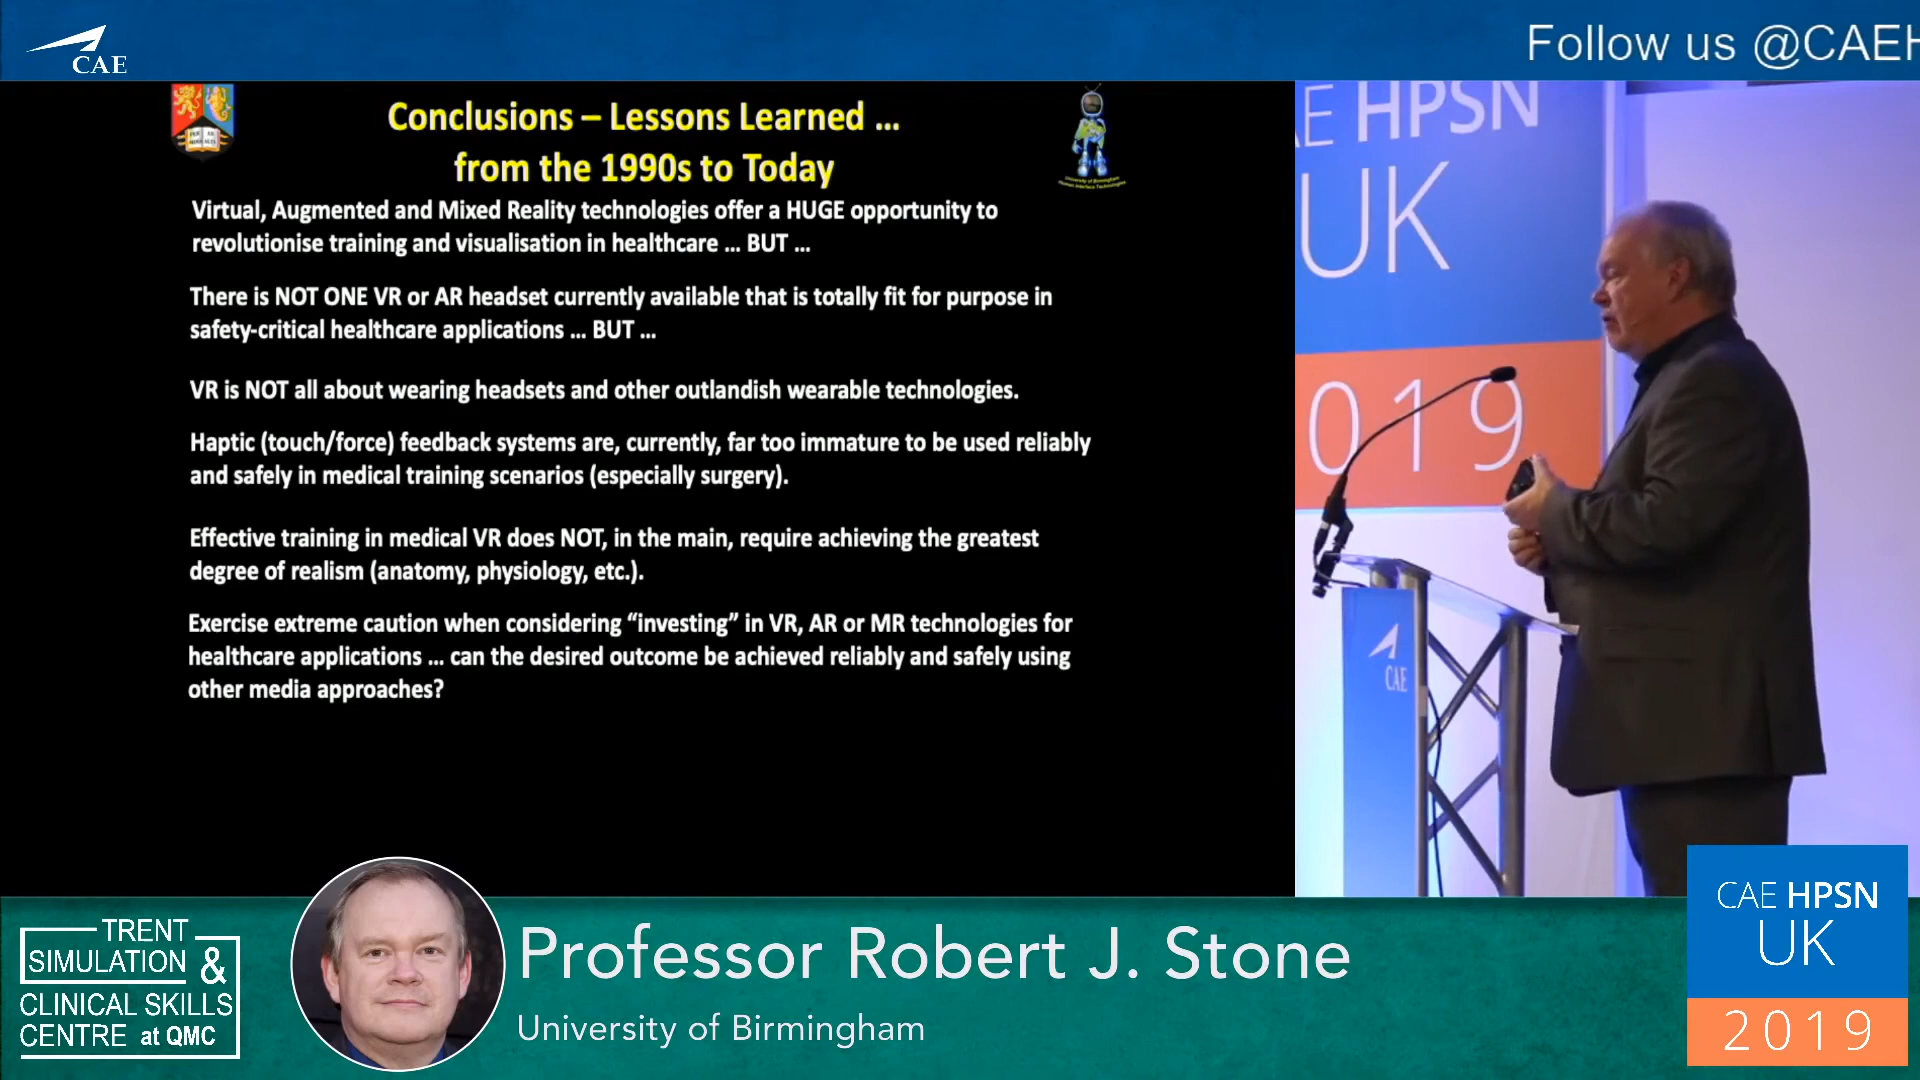 CAE
Follow us @CAEH
Conclusions – Lessons Learned ...
from the 1990s to Today
Virtual, Augmented and Mixed Reality technologies offer a HUGE opportunity to
revolutionise training and visualisation in healthcare ... BUT ...
There is NOT ONE VR or AR headset currently available that is totally fit for purpose in
safety-critical healthcare applications ... BUT ...
VR is NOT all about wearing headsets and other outlandish wearable technologies.
Haptic (touch/force) feedback systems are, currently, far too immature to be used reliably
and safely in medical training scenarios (especially surgery).
Effective training in medical VR does NOT, in the main, require achieving the greatest
degree of realism (anatomy, physiology, etc.).
Exercise extreme caution when considering “investing” in VR, AR or MR technologies for
healthcare applications ... can the desired outcome be achieved reliably and safely using
other media approaches?
University of Birmingham
Human Interface Technologies
AE HPSN
UK
019
CAE
TRENT
SIMULATION &
CLINICAL SKILLS
CENTRE at QMC
Professor Robert J. Stone
University of Birmingham
CAE HPSN
UK
2019